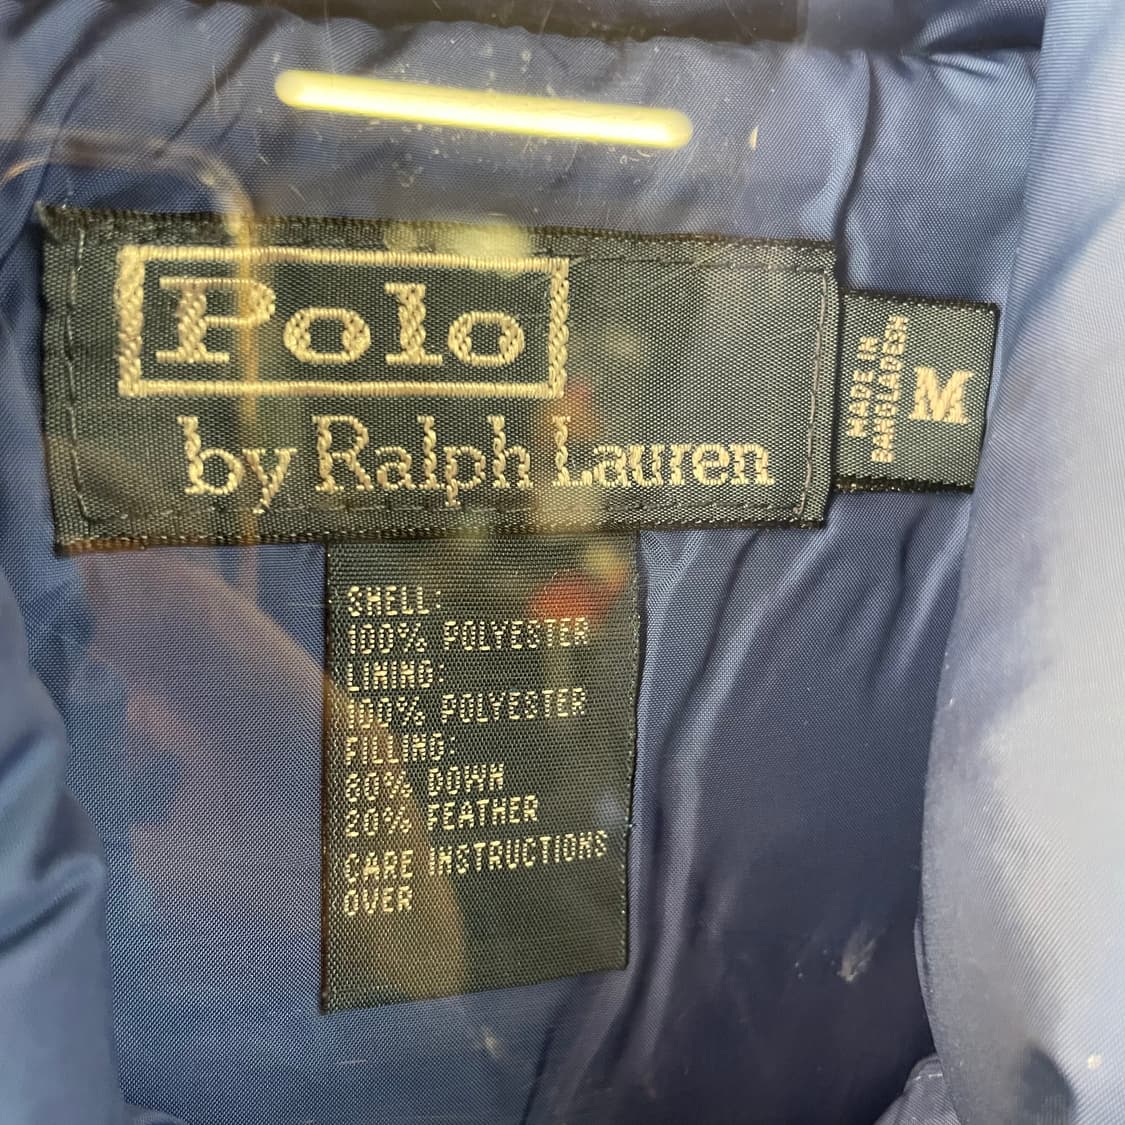 Polo
by Ralph Lauren
MADE IN
BANGLADESH
M
SHELL:
100% POLYESTER
LINING:
100% POLYESTER
FILLING:
80% DOWN
20% FEATHER
CARE INSTRUCTIONS
OVER